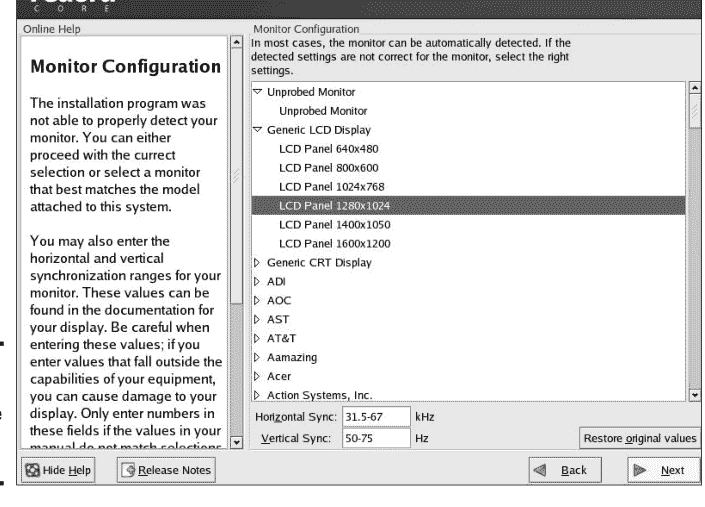 Fedora
CORE
Online Help
Monitor Configuration
The installation program was
not able to properly detect your
monitor. You can either
proceed with the currect
selection or select a monitor
that best matches the model
attached to this system.
You may also enter the
horizontal and vertical
synchronization ranges for your
monitor. These values can be
found in the documentation for
your display. Be careful when
entering these values; if you
enter values that fall outside the
capabilities of your equipment,
you can cause damage to your
display. Only enter numbers in
these fields if the values in your
manual do not match selections
Monitor Configuration
In most cases, the monitor can be automatically detected. If the
detected settings are not correct for the monitor, select the right
settings.
Unprobed Monitor
Unprobed Monitor
Generic LCD Display
LCD Panel 640x480
LCD Panel 800x600
LCD Panel 1024x768
LCD Panel 1280x1024
LCD Panel 1400x1050
LCD Panel 1600x1200
Generic CRT Display
ADI
AOC
AST
AT&T
Aamazing
Acer
Action Systems, Inc.
Horizontal Sync: 31.5-67 kHz
Vertical Sync: 50-75 Hz
Restore original values
Hide Help
Release Notes
Back
Next
e